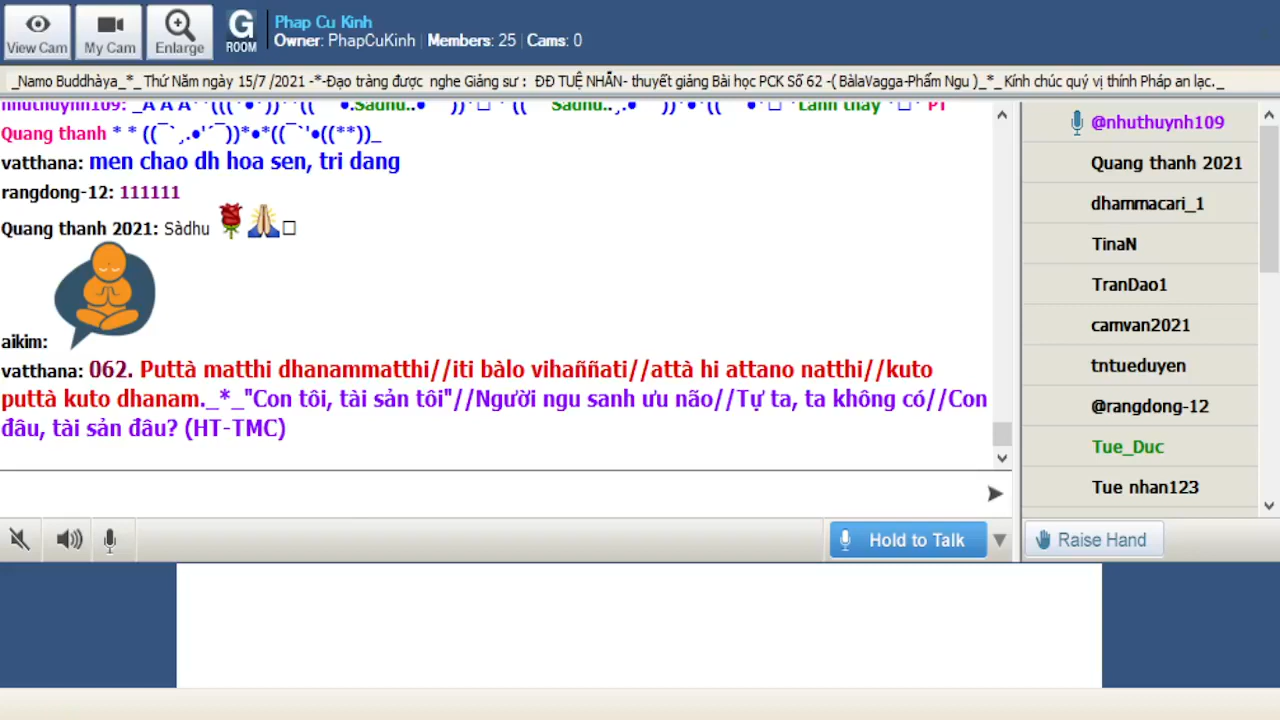 View Cam
My Cam
Enlarge
G
ROOM
Phap Cu Kinh
Owner: PhapCuKinh | Members: 25 | Cams: 0
_Namo Buddhàya_*_ Thứ Năm ngày 15/7 /2021 -*-Đạo tràng được nghe Giảng sư : ĐĐ TUỆ NHẪN- thuyết giảng Bài học PCK Số 62 -( BàlaVagga-Phẩm Ngu )_*_Kính chúc quý vị thính Pháp an lạc._
nhuthuynh109:
Quang thanh * * ((¯`¸.●'´¯))*●*((¯`'●((**))_
vatthana: men chao dh hoa sen, tri dang
rangdong-12: 111111
Quang thanh 2021: Sàdhu
aikim:
vatthana: 062. Puttà matthi dhanammatthi//iti bàlo vihaññati//attà hi attano natthi//kuto
puttà kuto dhanam._*_"Con tôi, tài sản tôi"//Người ngu sanh ưu não//Tự ta, ta không có//Con
đâu, tài sản đâu? (HT-TMC)
@nhuthuynh109
Quang thanh 2021
dhammacari_1
TinaN
TranDao1
camvan2021
tntueduyen
@rangdong-12
Tue_Duc
Tue nhan123
Hold to Talk
Raise Hand